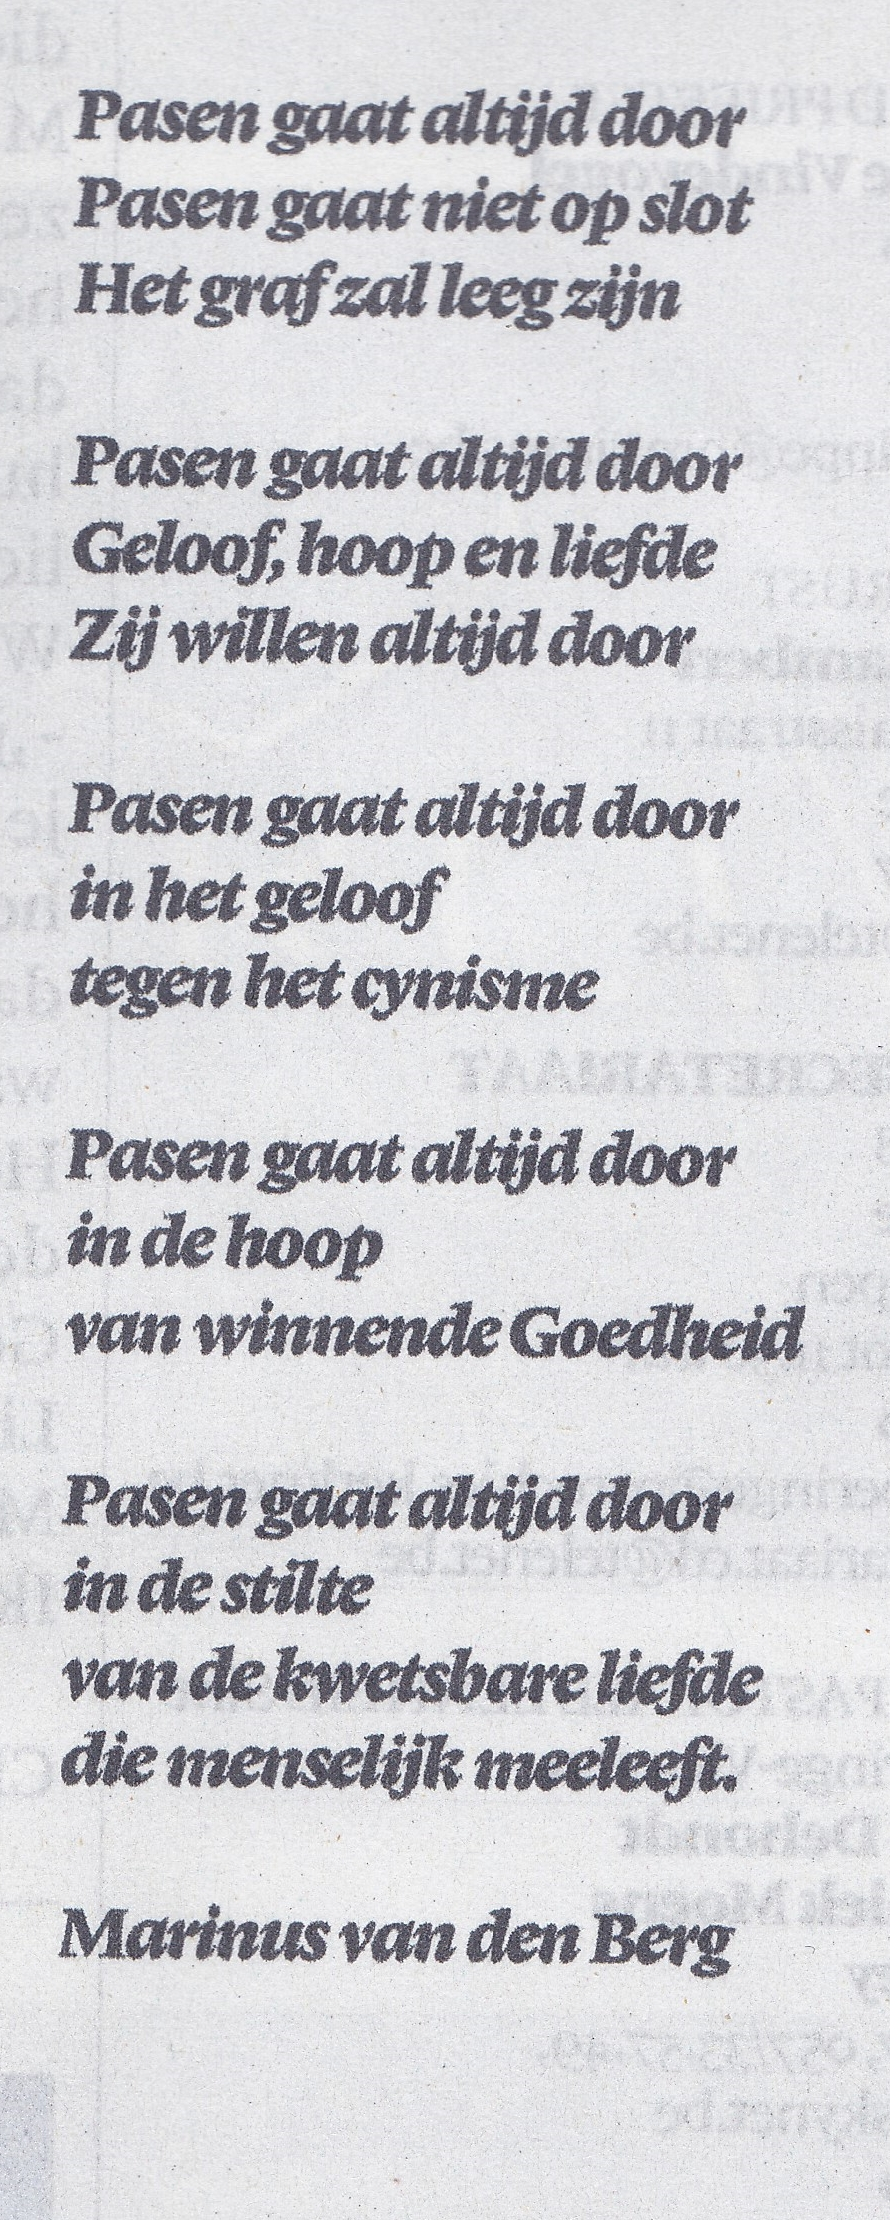 Pasen gaat altijd door
Pasen gaat niet op slot
Het graf zal leeg zijn
Pasen gaat altijd door
Geloof, hoop en liefde
Zij willen altijd door
Pasen gaat altijd door
in het geloof
tegen het cynisme
Pasen gaat altijd door
in de hoop
van winnende Goedheid
Pasen gaat altijd door
in de stilte
van de kwetsbare liefde
die menselijk meeleeft.
Marinus van den Berg